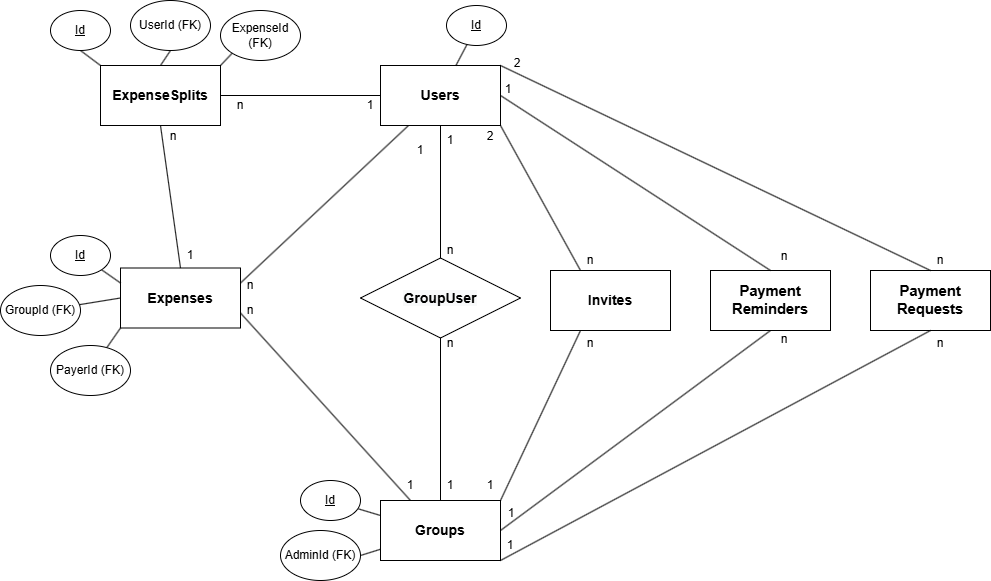 Id
UserId (FK)
ExpenseId
(FK)
Id
ExpenseSplits
Users
2
1
n
1
n
1
1
2
Id
1
n
n
n
n
Expenses
n
GroupId (FK)
n
GroupUser
Invites
Payment
Reminders
Payment
Requests
PayerId (FK)
n
n
n
n
Id
1
1
1
1
Groups
1
AdminId (FK)